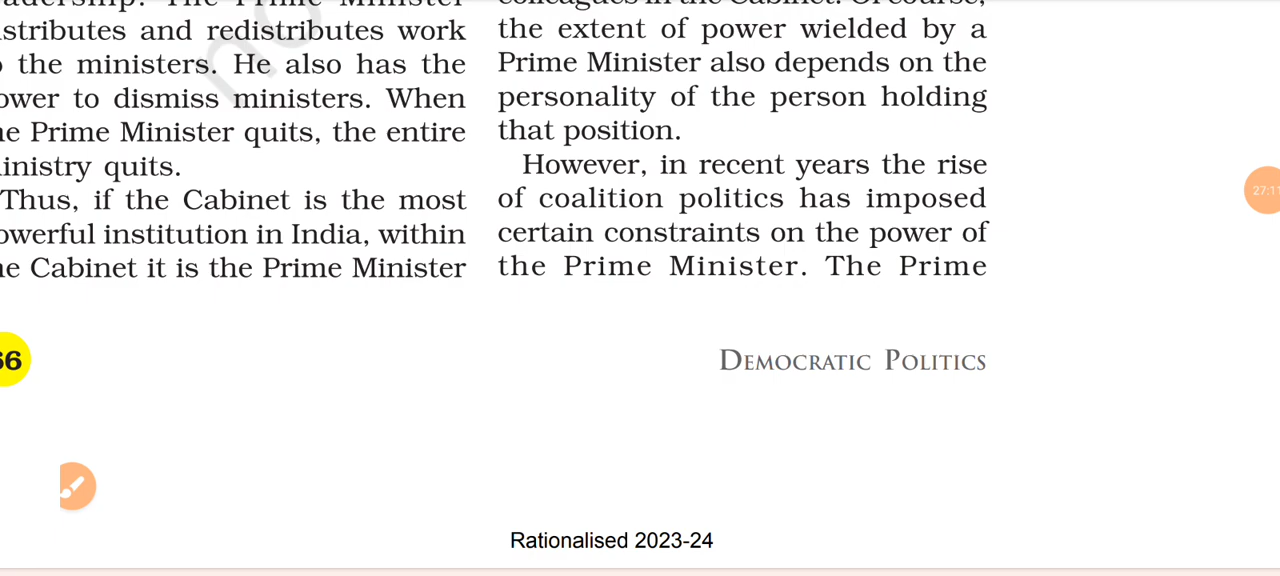 stributes and redistributes work
the ministers. He also has the
ower to dismiss ministers. When
e Prime Minister quits, the entire
inistry quits.
Thus, if the Cabinet is the most
owerful institution in India, within
e Cabinet it is the Prime Minister
the extent of power wielded by a
Prime Minister also depends on the
personality of the person holding
that position.
However, in recent years the rise
of coalition politics has imposed
certain constraints on the power of
the Prime Minister. The Prime
66
DEMOCRATIC POLITICS
Rationalised 2023-24
27:11